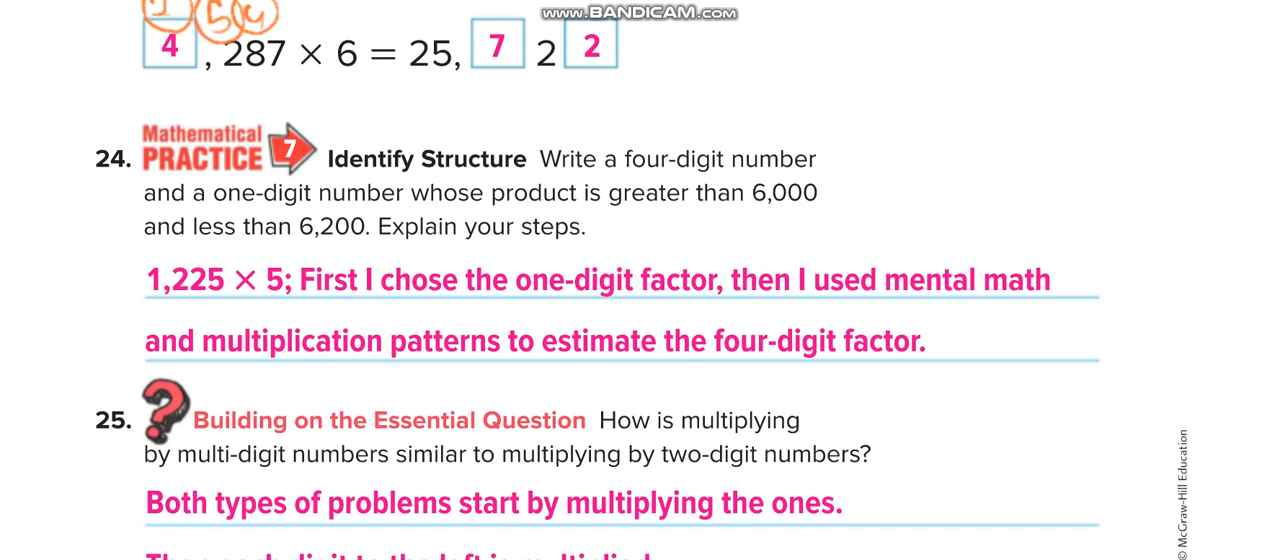 www.BANDICAM.com
1 5 4
4 , 287 × 6 = 25, 7 2 2
24. Mathematical PRACTICE 7 Identify Structure Write a four-digit number
and a one-digit number whose product is greater than 6,000
and less than 6,200. Explain your steps.
1,225 × 5; First I chose the one-digit factor, then I used mental math
and multiplication patterns to estimate the four-digit factor.
25. ? Building on the Essential Question How is multiplying
by multi-digit numbers similar to multiplying by two-digit numbers?
Both types of problems start by multiplying the ones.
© McGraw-Hill Education